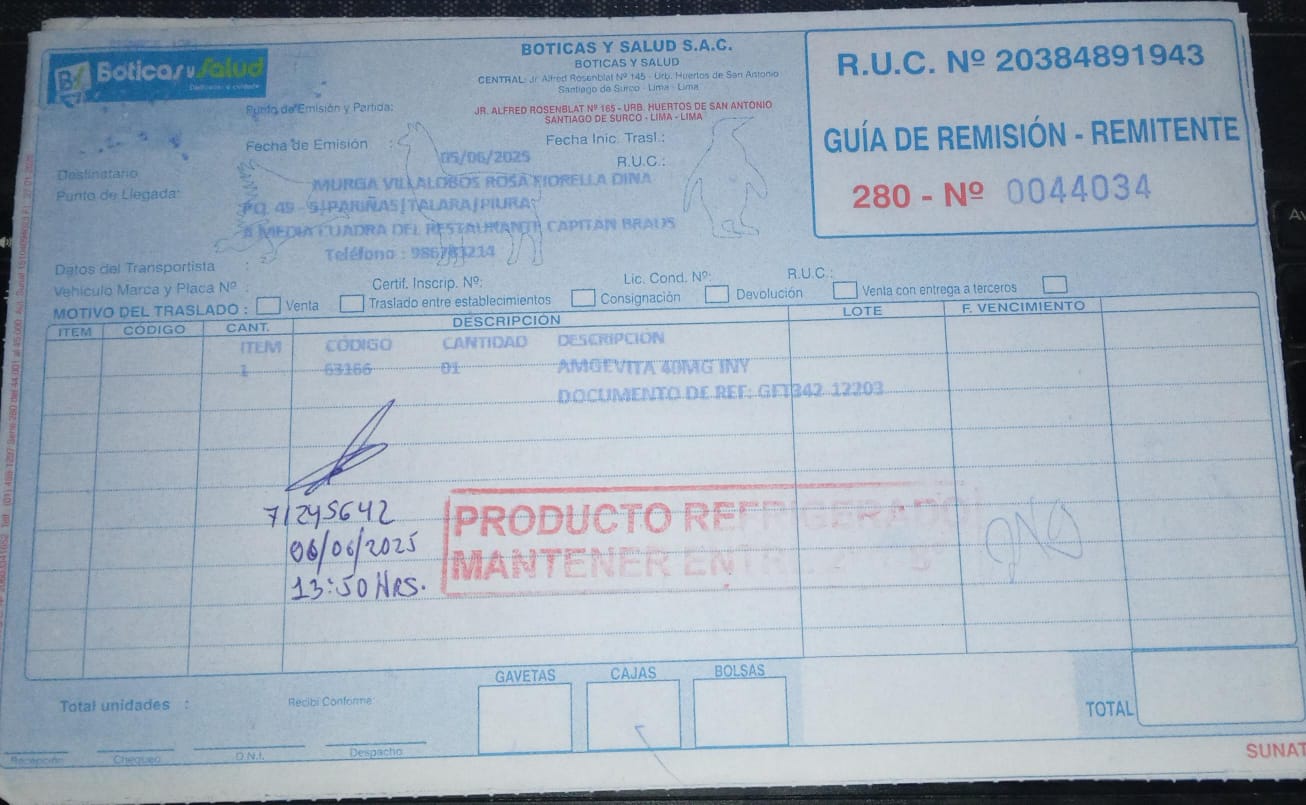 Boticas y Salud
BOTICAS Y SALUD S.A.C.
BOTICAS Y SALUD
CENTRAL: Jr. Alfred Rosenblat Nº 145 - Urb. Huertos de San Antonio
Santiago de Surco - Lima - Lima
Punto de Emisión y Partida:
JR. ALFRED ROSENBLAT Nº 165 - URB. HUERTOS DE SAN ANTONIO
SANTIAGO DE SURCO - LIMA - LIMA
R.U.C. Nº 20384891943
GUÍA DE REMISIÓN - REMITENTE
280 - Nº 0044034
Fecha de Emisión : 05/06/2025
Fecha Inic. Trasl.:
R.U.C.:
Destinatario MURGA VILLALOBOS ROSA FIORELLA DINA
Punto de Llegada: PQ. 49 - 9|PARIÑAS|TALARA|PIURA
A MEDIA CUADRA DEL RESTAURANTE CAPITAN BRAUS
Teléfono :
Datos del Transportista :
Vehículo Marca y Placa Nº :
Certif. Inscrip. Nº:
Lic. Cond. Nº:
R.U.C.:
MOTIVO DEL TRASLADO : Venta Traslado entre establecimientos Consignación Devolución Venta con entrega a terceros
ITEM CÓDIGO CANT. DESCRIPCIÓN LOTE F. VENCIMIENTO
ITEM CÓDIGO CANTIDAD DESCRIPCIÓN
1 63166 01 AMGEVITA 40MG INY
DOCUMENTO DE REF: GFT342-12203
71245642
06/06/2025
13:50 HRS.
PRODUCTO REFRIGERADO
MANTENER ENTRE
GAVETAS CAJAS BOLSAS
Total unidades :
Recibí Conforme:
TOTAL
Recepción Chequeo D.N.I. Despacho
SUNAT